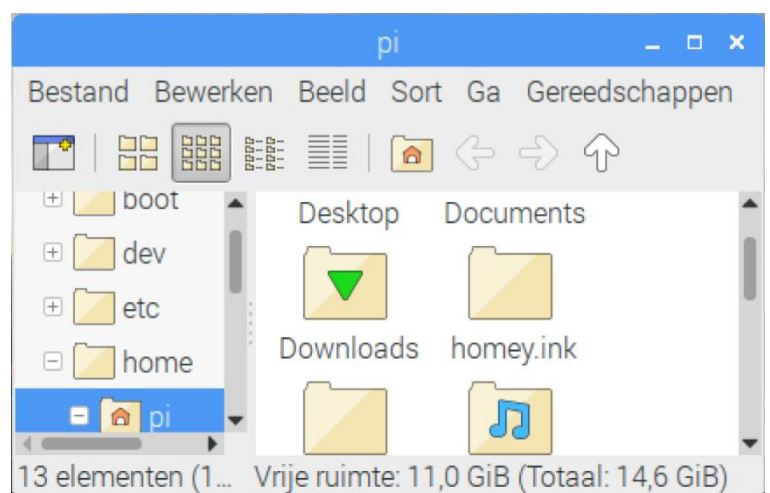 pi
Bestand Bewerken Beeld Sort Ga Gereedschappen
boot
dev
etc
home
pi
Desktop Documents
Downloads homey.ink
13 elementen (1... Vrije ruimte: 11,0 GiB (Totaal: 14,6 GiB)